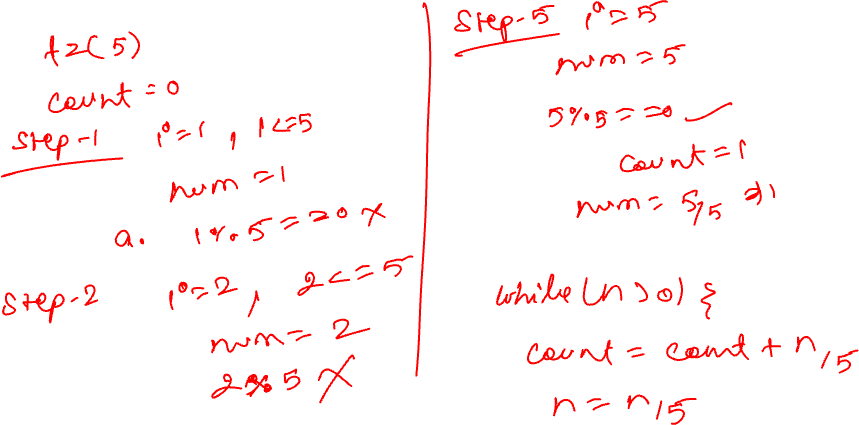 tz(5)
count = 0
Step-1 i=1, 1<=5
num = 1
a. 1%5==0 ×
Step-2 i=2, 2<=5
num = 2
2%5 ×
Step-5 i=5
num = 5
5%5 = =0 ✓
count = 1
num = 5/5 ⇒ 1
while (n>0) {
count = count + n/5
n = n/5